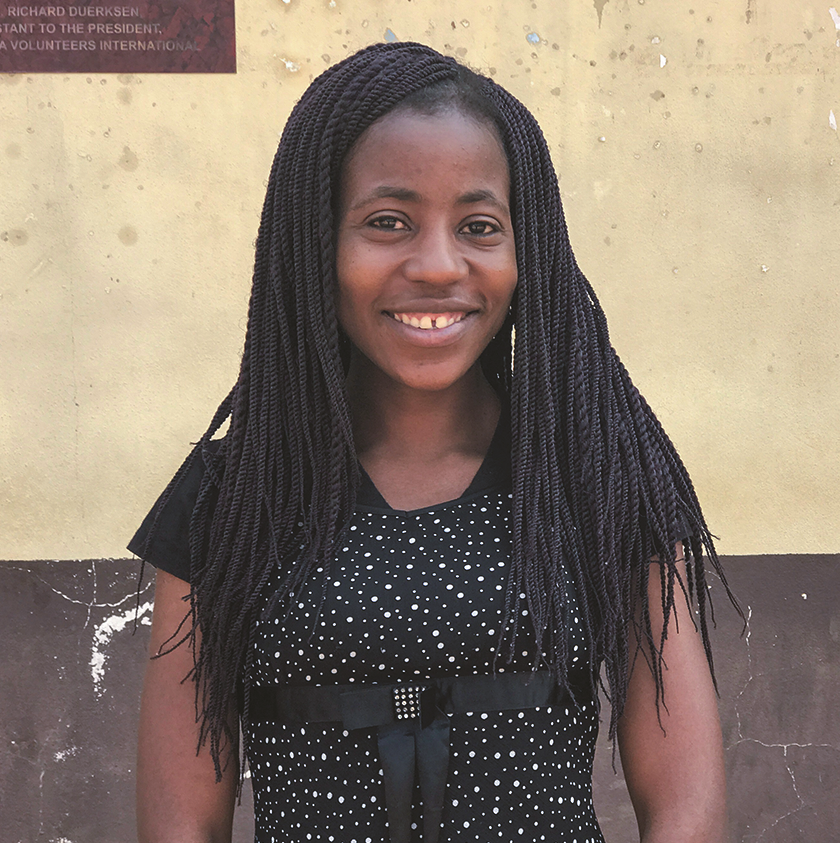 RICHARD DUERKSEN
STANT TO THE PRESIDENT,
A VOLUNTEERS INTERNATIONAL